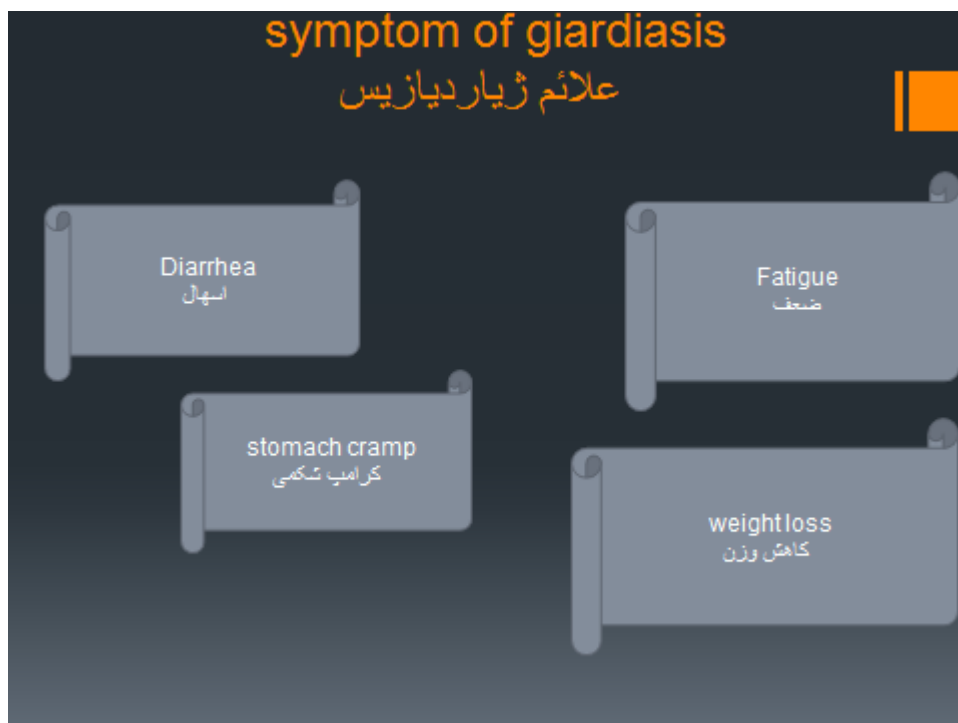 symptom of giardiasis
علائم ژیاردیازیس
Diarrhea
اسهال
Fatigue
ضعف
stomach cramp
کرامپ شکمی
weight loss
کاهش وزن